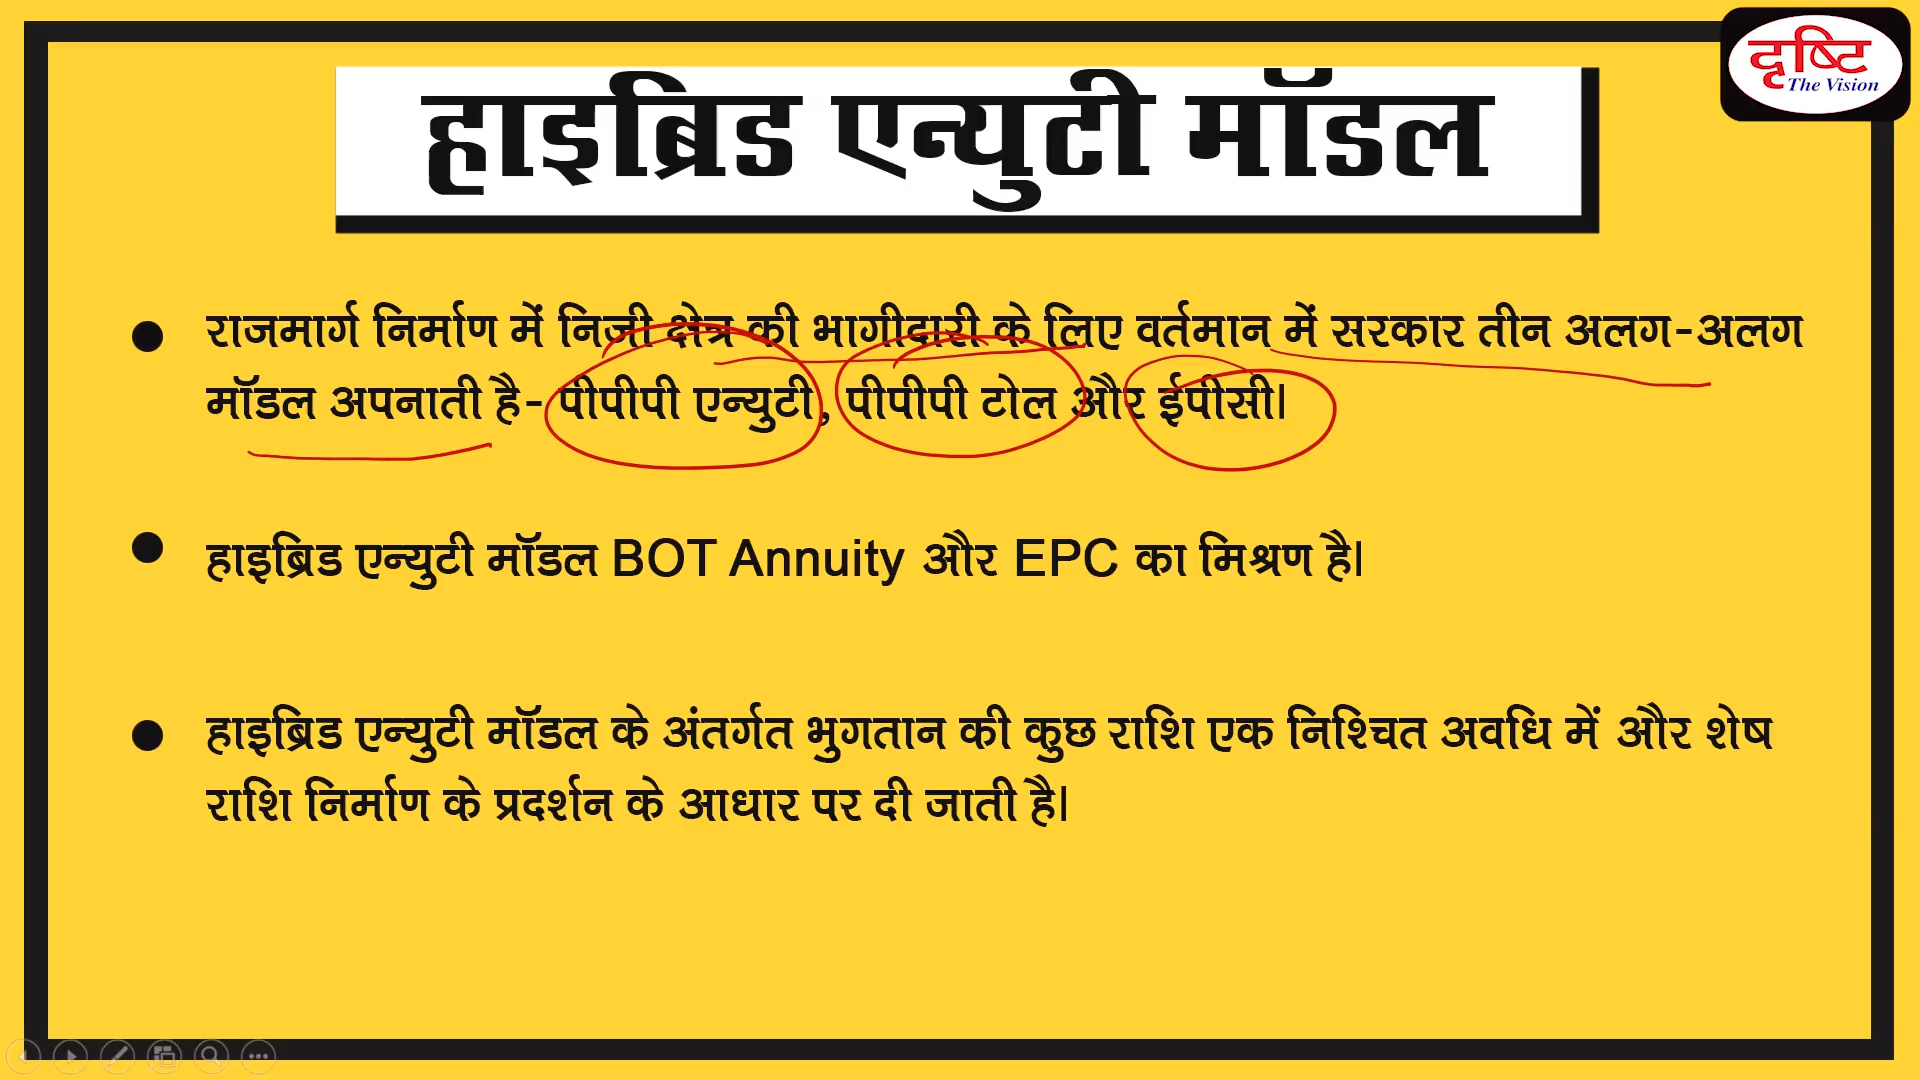 दृष्टि
The Vision
हाइब्रिड एन्युटी मॉडल
राजमार्ग निर्माण में निजी क्षेत्र की भागीदारी के लिए वर्तमान में सरकार तीन अलग-अलग
मॉडल अपनाती है- पीपीपी एन्युटी, पीपीपी टोल और ईपीसी।
हाइब्रिड एन्युटी मॉडल BOT Annuity और EPC का मिश्रण है।
हाइब्रिड एन्युटी मॉडल के अंतर्गत भुगतान की कुछ राशि एक निश्चित अवधि में और शेष
राशि निर्माण के प्रदर्शन के आधार पर दी जाती है।